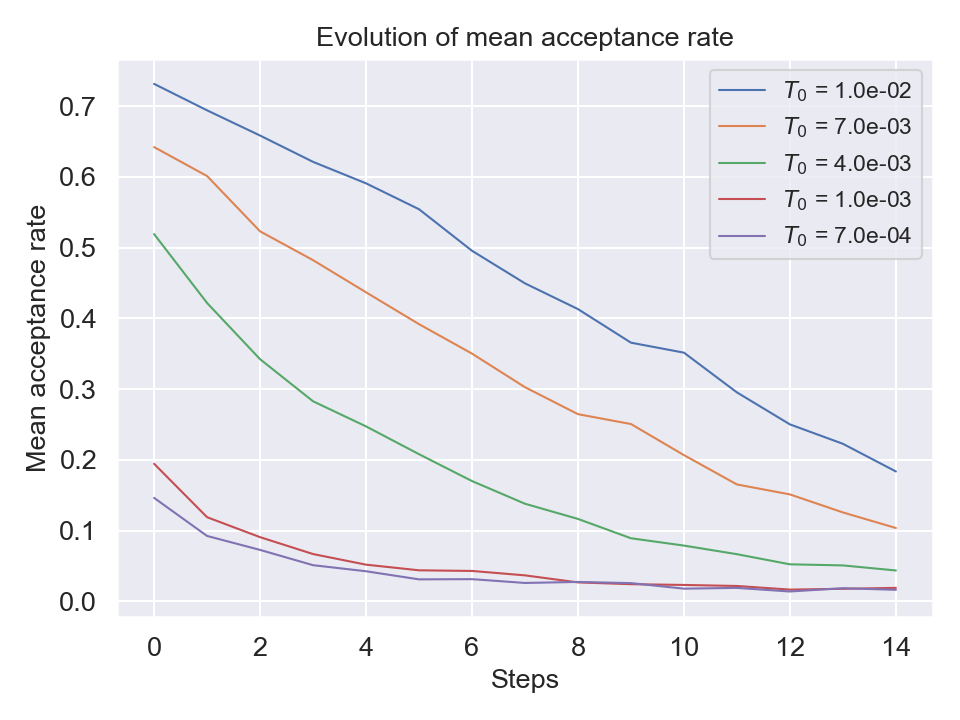 Evolution of mean acceptance rate
Mean acceptance rate
0.7
0.6
0.5
0.4
0.3
0.2
0.1
0.0
T0 = 1.0e-02
T0 = 7.0e-03
T0 = 4.0e-03
T0 = 1.0e-03
T0 = 7.0e-04
0 2 4 6 8 10 12 14
Steps